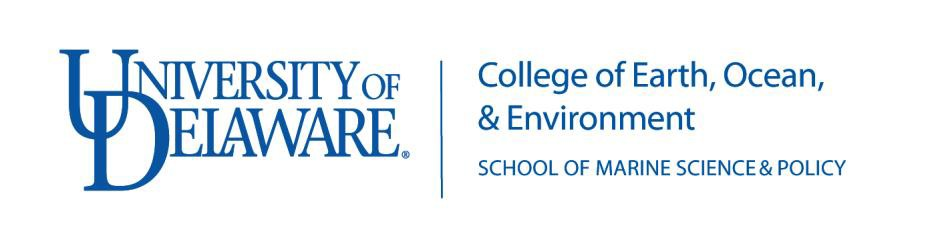 UNIVERSITY OF
DELAWARE®
College of Earth, Ocean,
& Environment
SCHOOL OF MARINE SCIENCE & POLICY